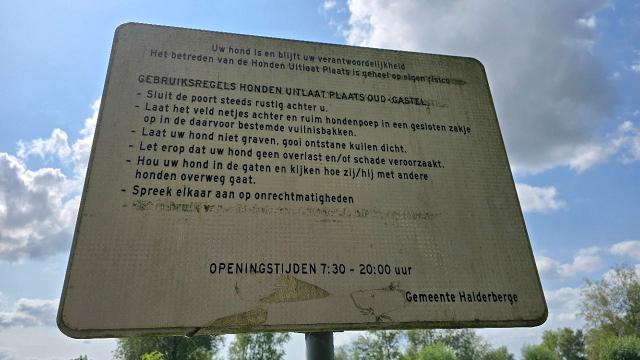 Uw hond is en blijft uw verantwoordelijkheid
Het betreden van de Honden Uitlaat Plaats is geheel op eigen risico
GEBRUIKSREGELS HONDEN UITLAAT PLAATS OUD-GASTEL
- Sluit de poort steeds rustig achter u.
- Laat het veld netjes achter en ruim hondenpoep in een gesloten zakje
op in de daarvoor bestemde vuilnisbakken.
- Laat uw hond niet graven, gooi ontstane kuilen dicht.
- Let erop dat uw hond geen overlast en/of schade veroorzaakt.
- Hou uw hond in de gaten en kijken hoe zij/hij met andere
honden overweg gaat.
- Spreek elkaar aan op onrechtmatigheden
OPENINGSTIJDEN 7:30 - 20:00 uur
Gemeente Halderberge